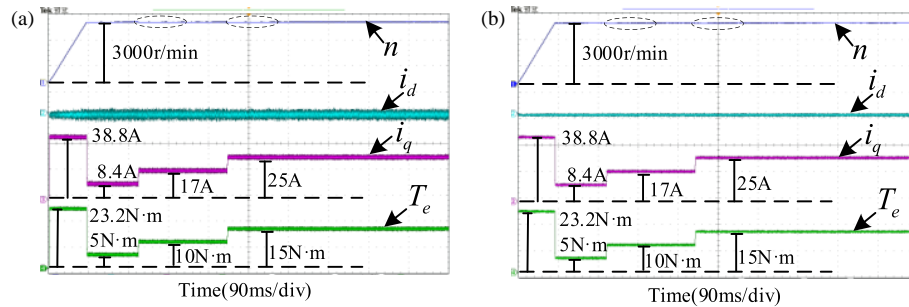 (a)
3000r/min
n
i_d
38.8A
i_q
8.4A
17A
25A
T_e
23.2N·m
5N·m
10N·m
15N·m
Time(90ms/div)
(b)
3000r/min
n
i_d
38.8A
i_q
8.4A
17A
25A
T_e
23.2N·m
5N·m
10N·m
15N·m
Time(90ms/div)